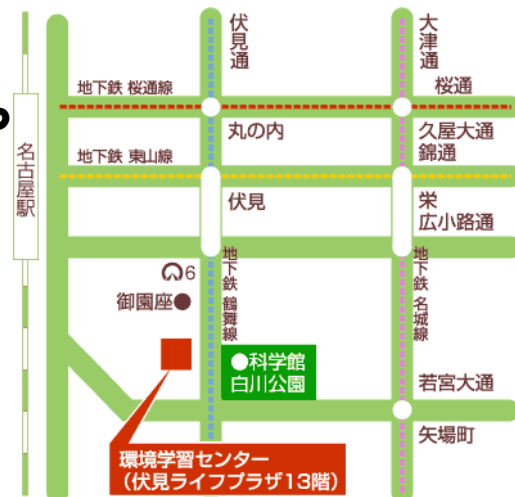 伏見通
大津通
地下鉄 桜通線
桜通
丸の内
久屋大通
錦通
名古屋駅
地下鉄 東山線
伏見
栄
広小路通
6
地下鉄 鶴舞線
地下鉄 名城線
御園座●
●科学館
白川公園
若宮大通
矢場町
環境学習センター
(伏見ライフプラザ13階)